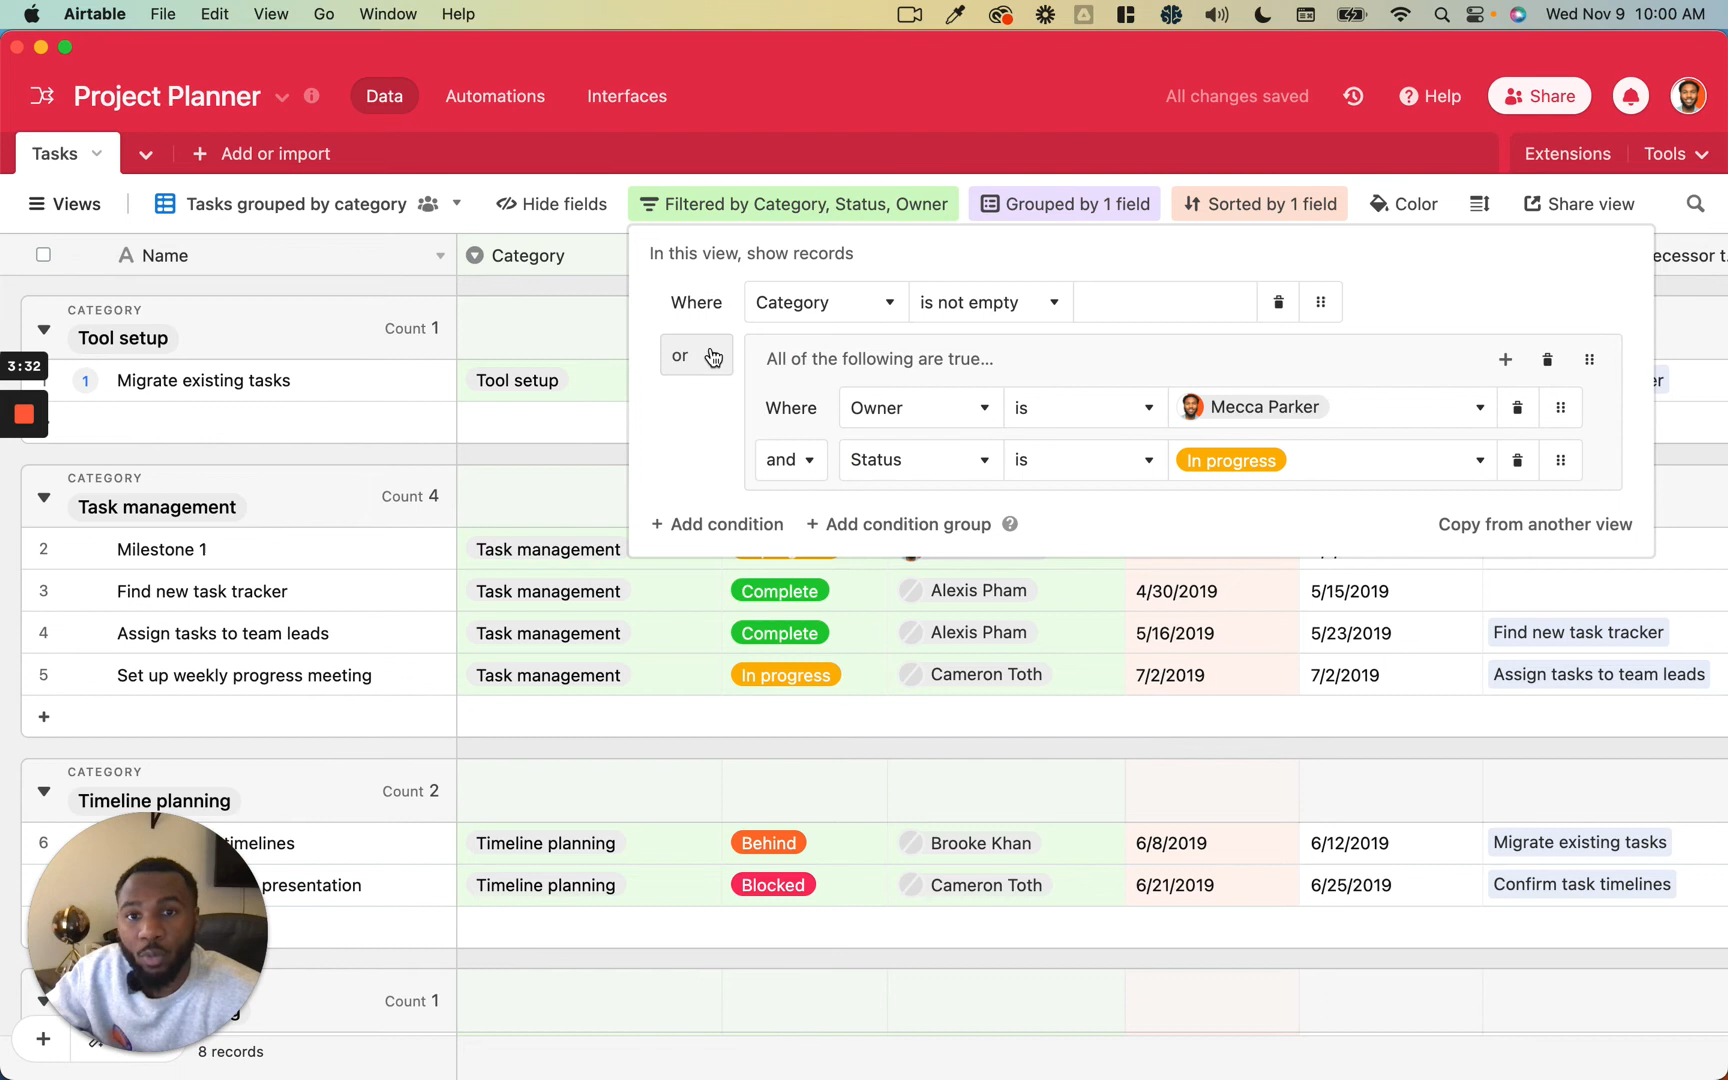 Airtable File Edit View Go Window Help Wed Nov 9 10:00 AM
Project Planner Data Automations Interfaces All changes saved Help Share
Tasks Add or import Extensions Tools
Views Tasks grouped by category Hide fields Filtered by Category, Status, Owner Grouped by 1 field Sorted by 1 field Color Share view
Name Category ecessor t.
In this view, show records
Where Category is not empty
or All of the following are true...
Where Owner is Mecca Parker
and Status is In progress
+ Add condition + Add condition group Copy from another view
CATEGORY
Tool setup Count 1
3:32
1 Migrate existing tasks Tool setup er
CATEGORY
Task management Count 4
2 Milestone 1 Task management
3 Find new task tracker Task management Complete Alexis Pham 4/30/2019 5/15/2019
4 Assign tasks to team leads Task management Complete Alexis Pham 5/16/2019 5/23/2019 Find new task tracker
5 Set up weekly progress meeting Task management In progress Cameron Toth 7/2/2019 7/2/2019 Assign tasks to team leads
+
CATEGORY
Timeline planning Count 2
6 timelines Timeline planning Behind Brooke Khan 6/8/2019 6/12/2019 Migrate existing tasks
presentation Timeline planning Blocked Cameron Toth 6/21/2019 6/25/2019 Confirm task timelines
Count 1
+ 8 records